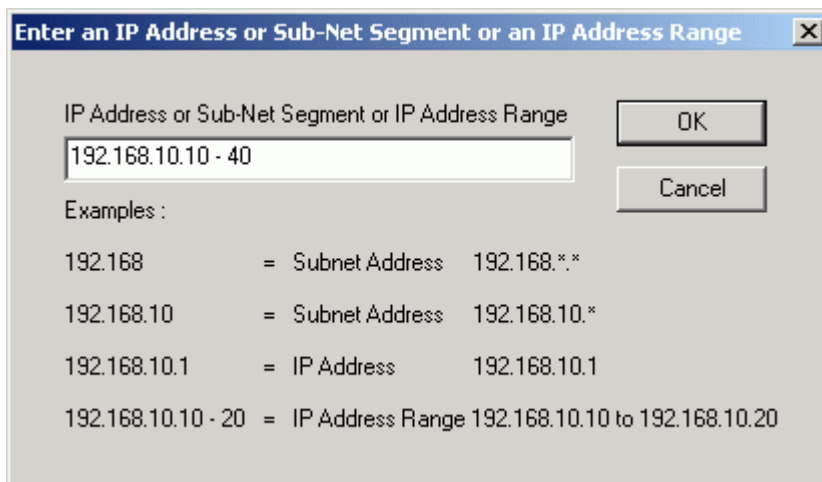 Enter an IP Address or Sub-Net Segment or an IP Address Range
IP Address or Sub-Net Segment or IP Address Range
OK
192.168.10.10 - 40
Cancel
Examples :
192.168 = Subnet Address 192.168.*.*
192.168.10 = Subnet Address 192.168.10.*
192.168.10.1 = IP Address 192.168.10.1
192.168.10.10 - 20 = IP Address Range 192.168.10.10 to 192.168.10.20